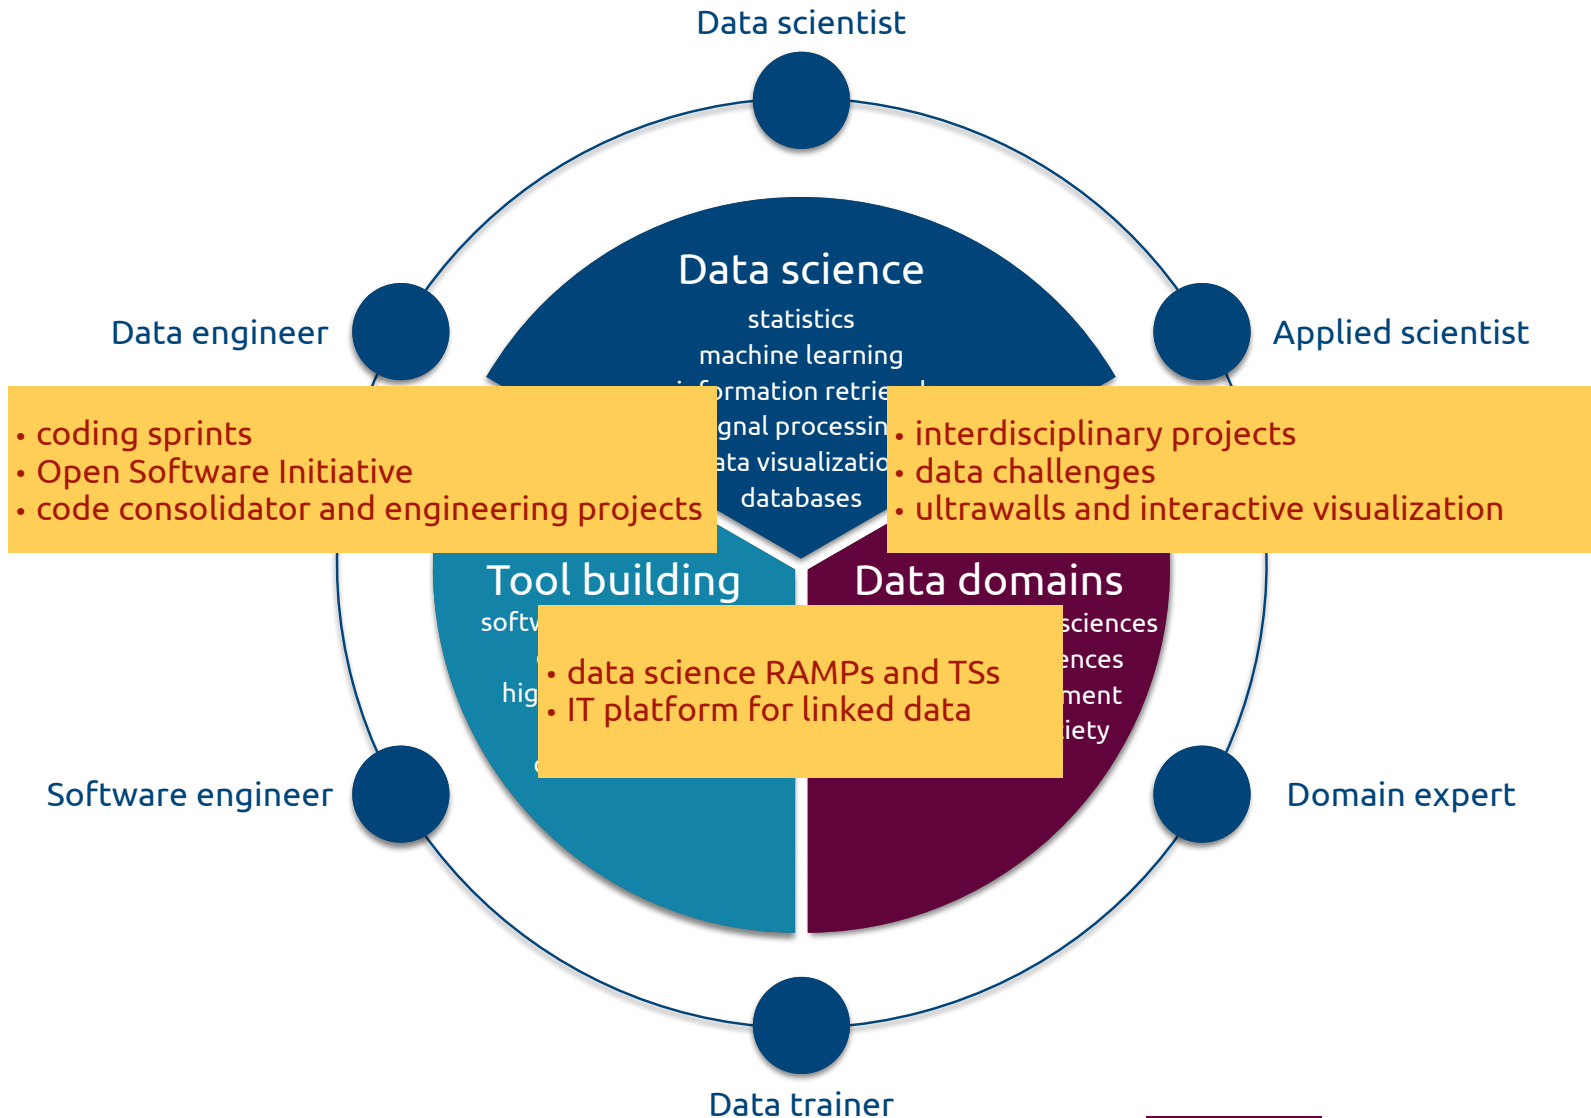 Data scientist
Data science
statistics
machine learning
Data engineer
Applied scientist
databases
• coding sprints
• Open Software Initiative
• code consolidator and engineering projects
• interdisciplinary projects
• data challenges
• ultrawalls and interactive visualization
Tool building
Data domains
sciences
• data science RAMPs and TSs
• IT platform for linked data
Software engineer
Domain expert
Data trainer